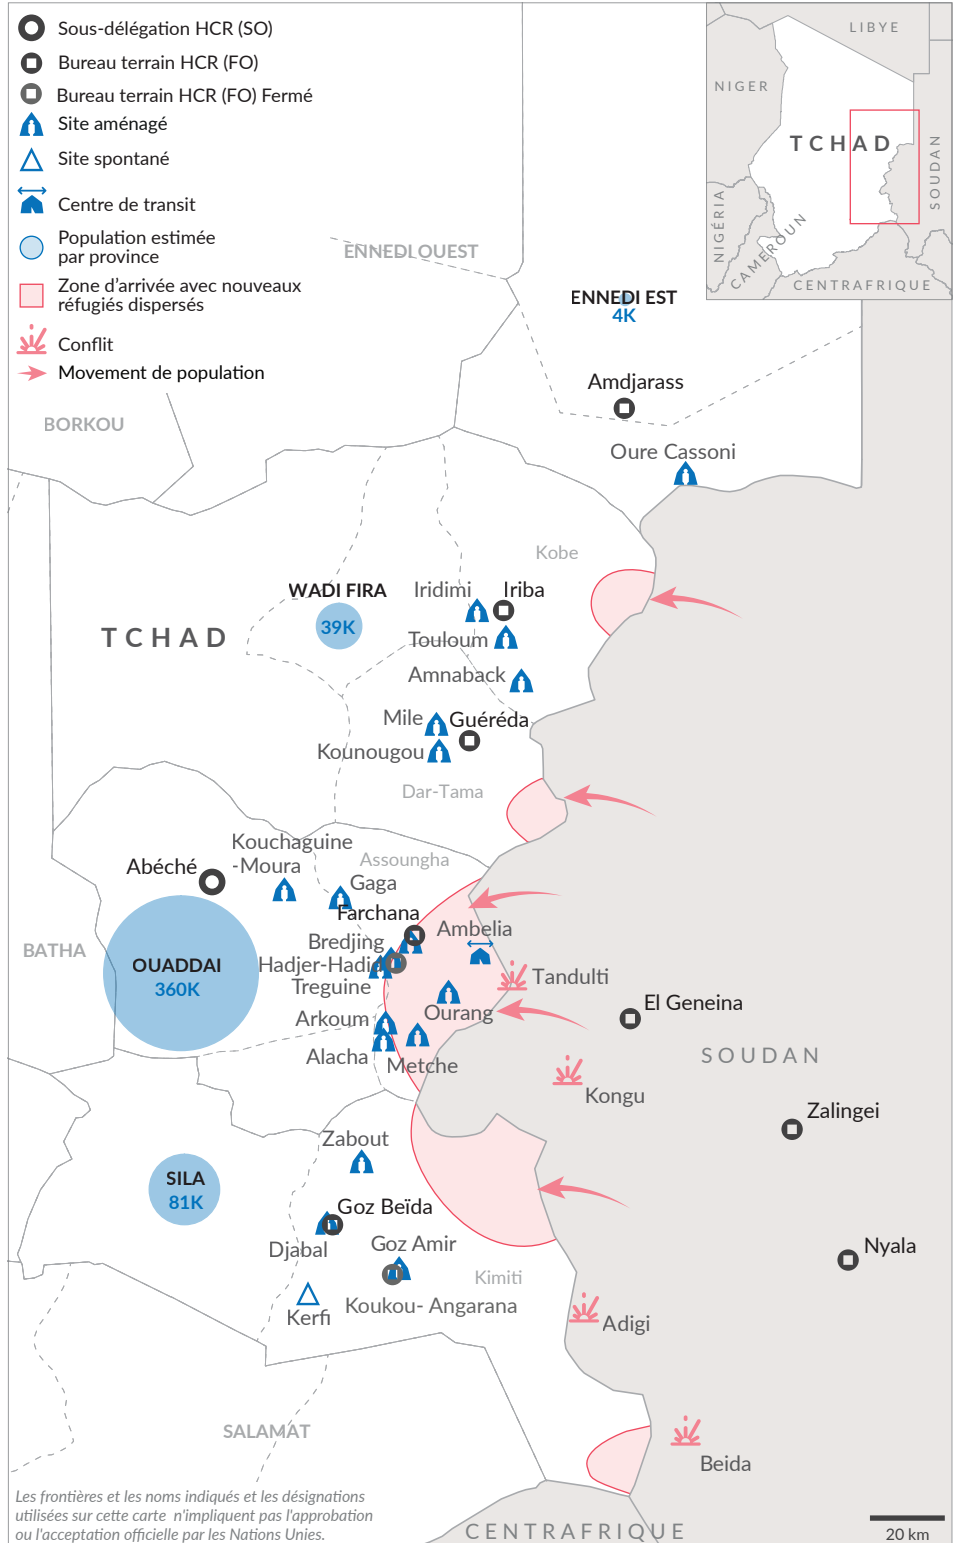 Sous-délégation HCR (SO)
Bureau terrain HCR (FO)
Bureau terrain HCR (FO) Fermé
Site aménagé
Site spontané
Centre de transit
Population estimée
par province
Zone d'arrivée avec nouveaux
réfugiés dispersés
Conflit
Movement de population
LIBYE
NIGER
TCHAD
SOUDAN
NIGÉRIA
CAMEROUN
CENTRAFRIQUE
ENNEDI OUEST
ENNEDI EST
4K
Amdjarass
BORKOU
Oure Cassoni
Kobe
WADI FIRA
39K
Iridimi
Iriba
TCHAD
Touloum
Amnaback
Mile
Guéréda
Kounougou
Dar-Tama
Kouchaguine
-Moura
Abéché
Assoungha
Gaga
Farchana
Ambelia
Bredjing
BATHA
OUADDAI
360K
Hadjer-Hadid
Treguine
Tandulti
El Geneina
Ourang
Arkoum
Alacha
Metche
SOUDAN
Kongu
Zalingei
Zabout
SILA
81K
Goz Beïda
Djabal
Goz Amir
Nyala
Kimiti
Koukou- Angarana
Kerfi
Adigi
SALAMAT
Beida
Les frontières et les noms indiqués et les désignations
utilisées sur cette carte n'impliquent pas l'approbation
ou l'acceptation officielle par les Nations Unies.
CENTRAFRIQUE
20 km